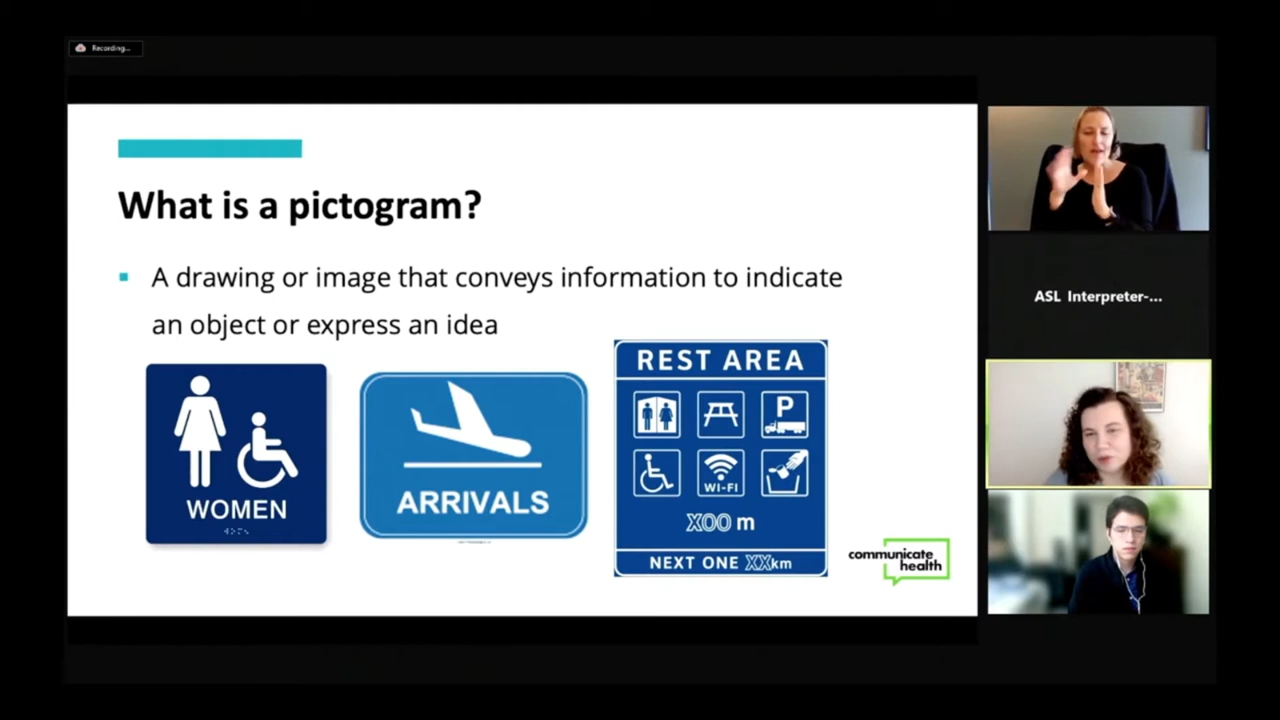 Recording...
What is a pictogram?
A drawing or image that conveys information to indicate
an object or express an idea
WOMEN
ARRIVALS
REST AREA
P
WI-FI
X00 m
NEXT ONE XXkm
communicate
health
ASL Interpreter-...